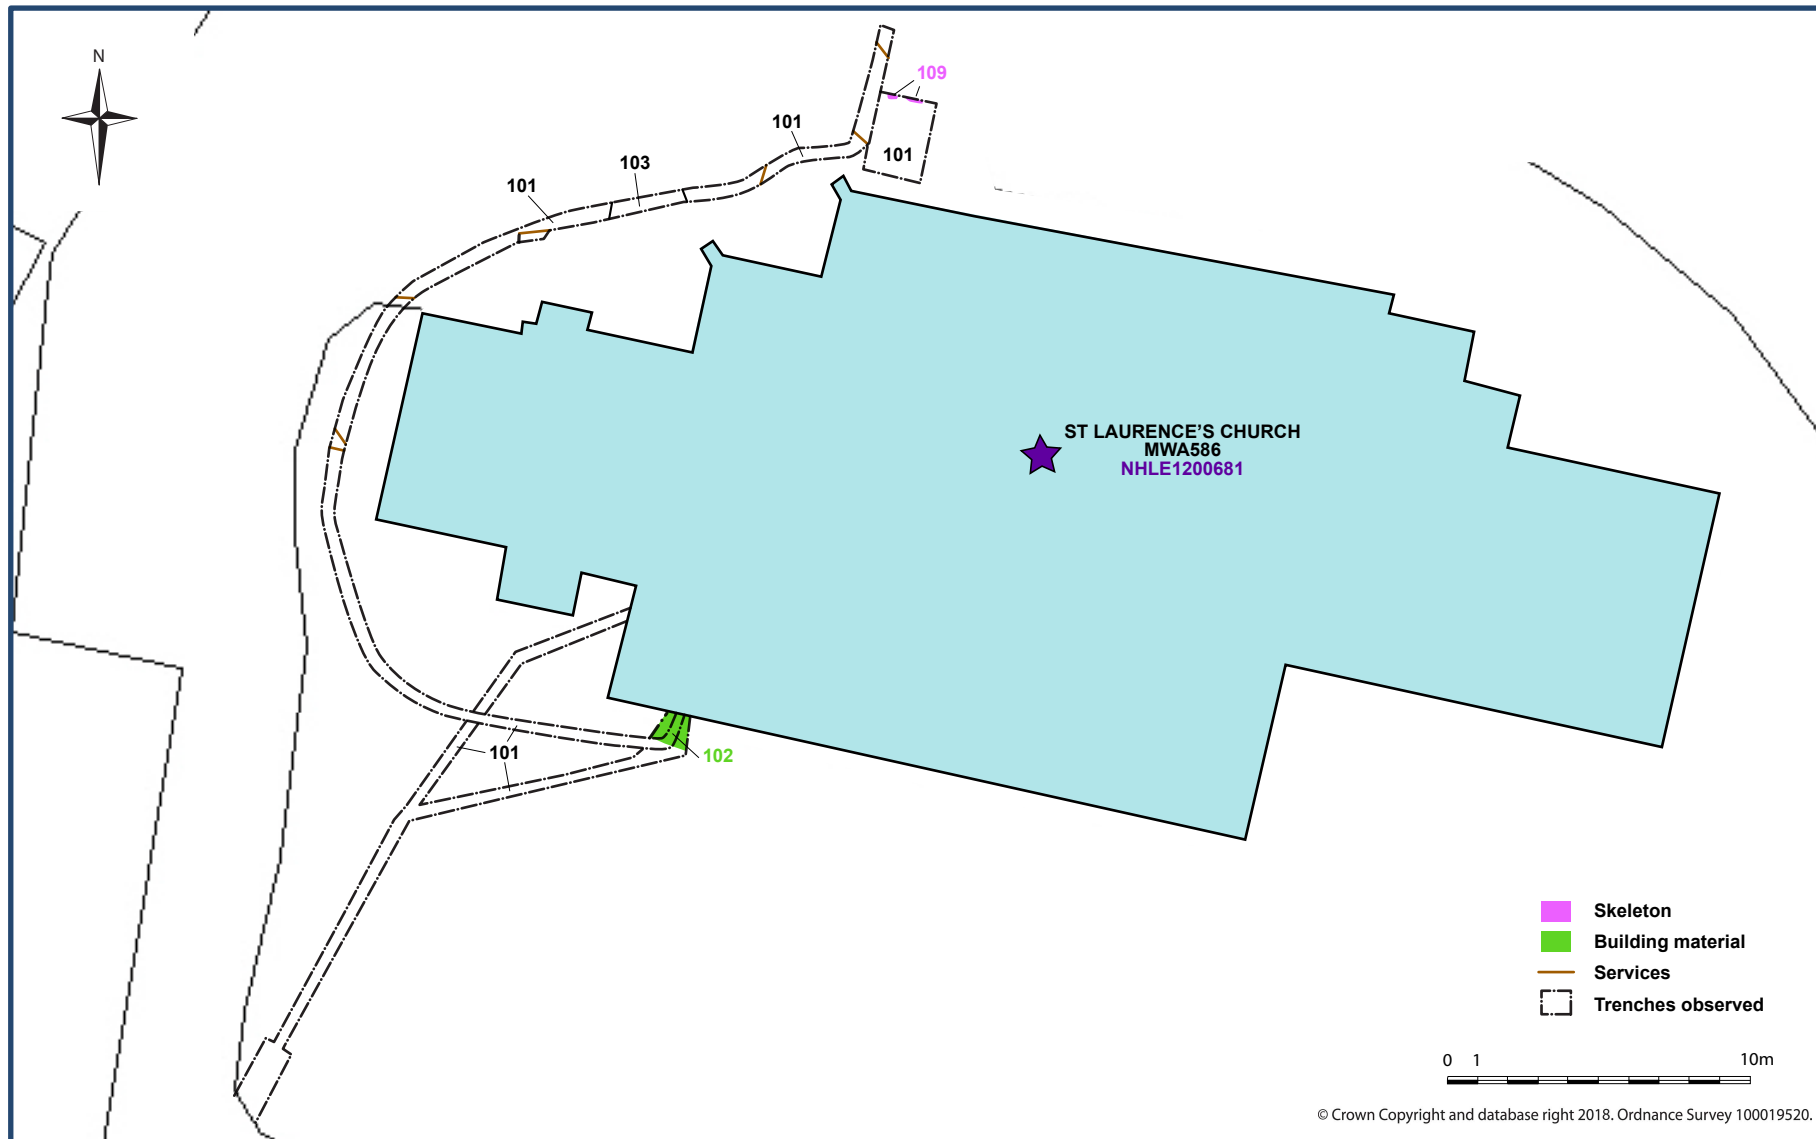 N
109
101
101
103
101
ST LAURENCE'S CHURCH
MWA586
NHLE1200681
101
102
Skeleton
Building material
Services
Trenches observed
0 1 10m
© Crown Copyright and database right 2018. Ordnance Survey 100019520.